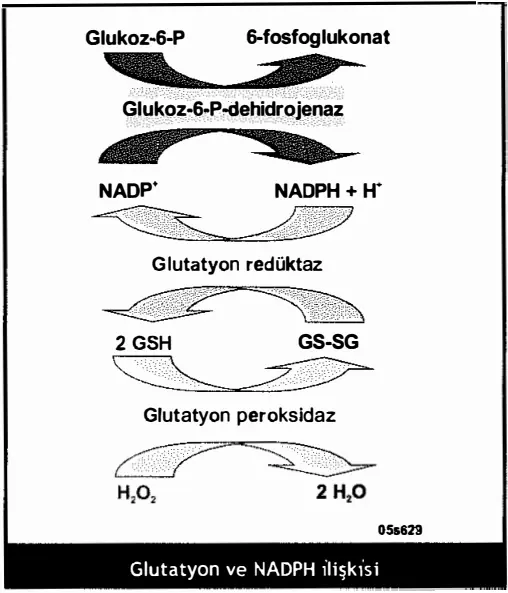 Glukoz-6-P 6-fosfoglukonat
Glukoz-6-P-dehidrojenaz
NADP⁺ NADPH + H⁺
Glutatyon redüktaz
2 GSH GS-SG
Glutatyon peroksidaz
H₂O₂ 2 H₂O
05s629
Glutatyon ve NADPH ilişkisi